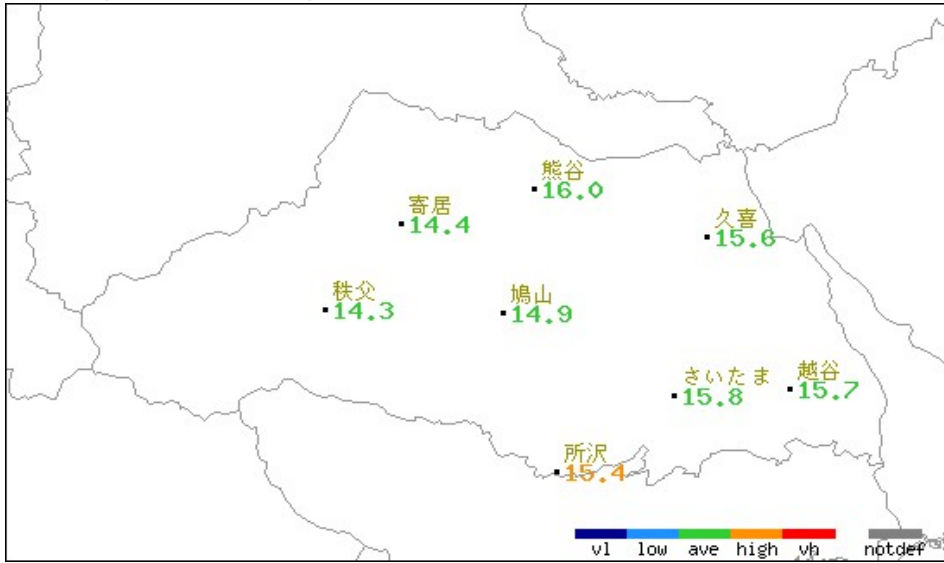 熊谷
16.0
寄居
14.4
久喜
15.6
秩父
14.3
鳩山
14.9
さいたま
15.8
越谷
15.7
所沢
15.4
vl low ave high vh notdef